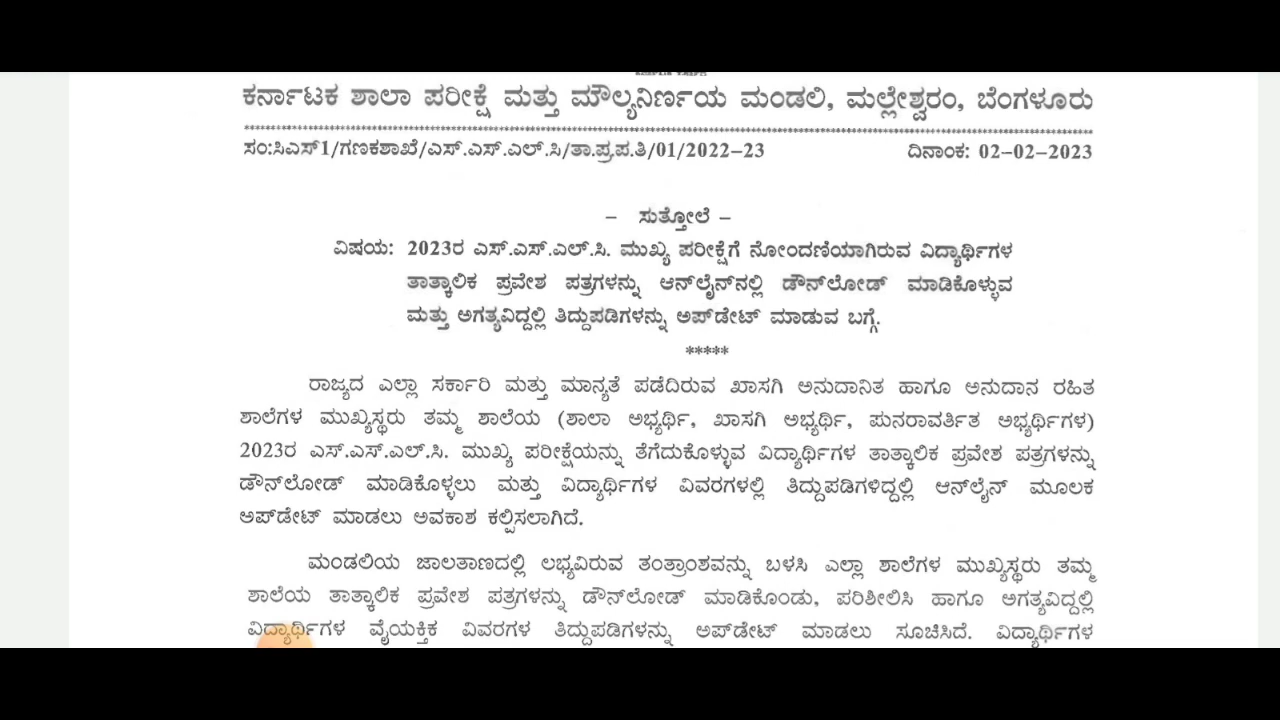 ಕರ್ನಾಟಕ ಶಾಲಾ ಪರೀಕ್ಷೆ ಮತ್ತು ಮೌಲ್ಯನಿರ್ಣಯ ಮಂಡಲಿ, ಮಲ್ಲೇಶ್ವರಂ, ಬೆಂಗಳೂರು
ಸಂ:ಸಿಎಸ್1/ಗಣಕಶಾಖೆ/ಎಸ್.ಎಸ್.ಎಲ್.ಸಿ/ತಾ.ಪ್ರ.ಪ.ತಿ/01/2022-23 ದಿನಾಂಕ: 02-02-2023
- ಸುತ್ತೋಲೆ -
ವಿಷಯ: 2023ರ ಎಸ್.ಎಸ್.ಎಲ್.ಸಿ. ಮುಖ್ಯ ಪರೀಕ್ಷೆಗೆ ನೋಂದಣಿಯಾಗಿರುವ ವಿದ್ಯಾರ್ಥಿಗಳ
ತಾತ್ಕಾಲಿಕ ಪ್ರವೇಶ ಪತ್ರಗಳನ್ನು ಆನ್‌ಲೈನ್‌ನಲ್ಲಿ ಡೌನ್‌ಲೋಡ್ ಮಾಡಿಕೊಳ್ಳುವ
ಮತ್ತು ಅಗತ್ಯವಿದ್ದಲ್ಲಿ ತಿದ್ದುಪಡಿಗಳನ್ನು ಅಪ್‌ಡೇಟ್ ಮಾಡುವ ಬಗ್ಗೆ.
*****
ರಾಜ್ಯದ ಎಲ್ಲಾ ಸರ್ಕಾರಿ ಮತ್ತು ಮಾನ್ಯತೆ ಪಡೆದಿರುವ ಖಾಸಗಿ ಅನುದಾನಿತ ಹಾಗೂ ಅನುದಾನ ರಹಿತ
ಶಾಲೆಗಳ ಮುಖ್ಯಸ್ಥರು ತಮ್ಮ ಶಾಲೆಯ (ಶಾಲಾ ಅಭ್ಯರ್ಥಿ, ಖಾಸಗಿ ಅಭ್ಯರ್ಥಿ, ಪುನರಾವರ್ತಿತ ಅಭ್ಯರ್ಥಿಗಳ)
2023ರ ಎಸ್.ಎಸ್.ಎಲ್.ಸಿ. ಮುಖ್ಯ ಪರೀಕ್ಷೆಯನ್ನು ತೆಗೆದುಕೊಳ್ಳುವ ವಿದ್ಯಾರ್ಥಿಗಳ ತಾತ್ಕಾಲಿಕ ಪ್ರವೇಶ ಪತ್ರಗಳನ್ನು
ಡೌನ್‌ಲೋಡ್ ಮಾಡಿಕೊಳ್ಳಲು ಮತ್ತು ವಿದ್ಯಾರ್ಥಿಗಳ ವಿವರಗಳಲ್ಲಿ ತಿದ್ದುಪಡಿಗಳಿದ್ದಲ್ಲಿ ಆನ್‌ಲೈನ್ ಮೂಲಕ
ಅಪ್‌ಡೇಟ್ ಮಾಡಲು ಅವಕಾಶ ಕಲ್ಪಿಸಲಾಗಿದೆ.
ಮಂಡಲಿಯ ಜಾಲತಾಣದಲ್ಲಿ ಲಭ್ಯವಿರುವ ತಂತ್ರಾಂಶವನ್ನು ಬಳಸಿ ಎಲ್ಲಾ ಶಾಲೆಗಳ ಮುಖ್ಯಸ್ಥರು ತಮ್ಮ
ಶಾಲೆಯ ತಾತ್ಕಾಲಿಕ ಪ್ರವೇಶ ಪತ್ರಗಳನ್ನು ಡೌನ್‌ಲೋಡ್ ಮಾಡಿಕೊಂಡು, ಪರಿಶೀಲಿಸಿ ಹಾಗೂ ಅಗತ್ಯವಿದ್ದಲ್ಲಿ
ವಿದ್ಯಾರ್ಥಿಗಳ ವೈಯಕ್ತಿಕ ವಿವರಗಳ ತಿದ್ದುಪಡಿಗಳನ್ನು ಅಪ್‌ಡೇಟ್ ಮಾಡಲು ಸೂಚಿಸಿದೆ. ವಿದ್ಯಾರ್ಥಿಗಳ